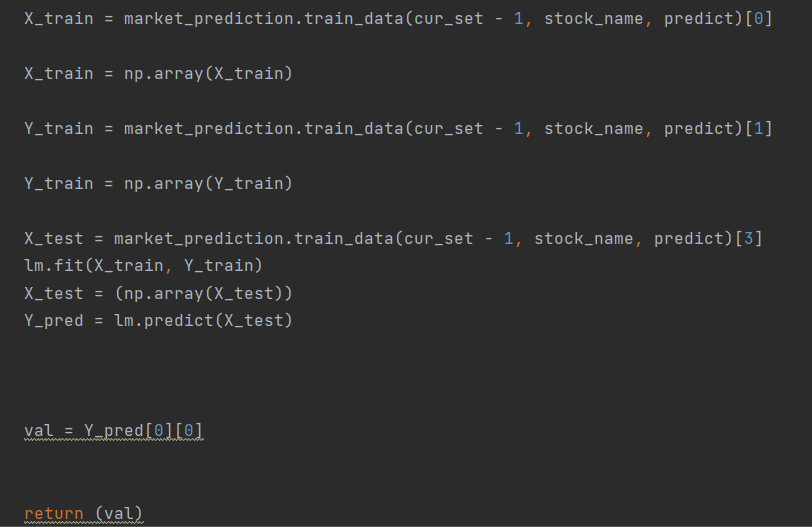 X_train = market_prediction.train_data(cur_set - 1, stock_name, predict)[0]
X_train = np.array(X_train)
Y_train = market_prediction.train_data(cur_set - 1, stock_name, predict)[1]
Y_train = np.array(Y_train)
X_test = market_prediction.train_data(cur_set - 1, stock_name, predict)[3]
lm.fit(X_train, Y_train)
X_test = (np.array(X_test))
Y_pred = lm.predict(X_test)
val = Y_pred[0][0]
return (val)